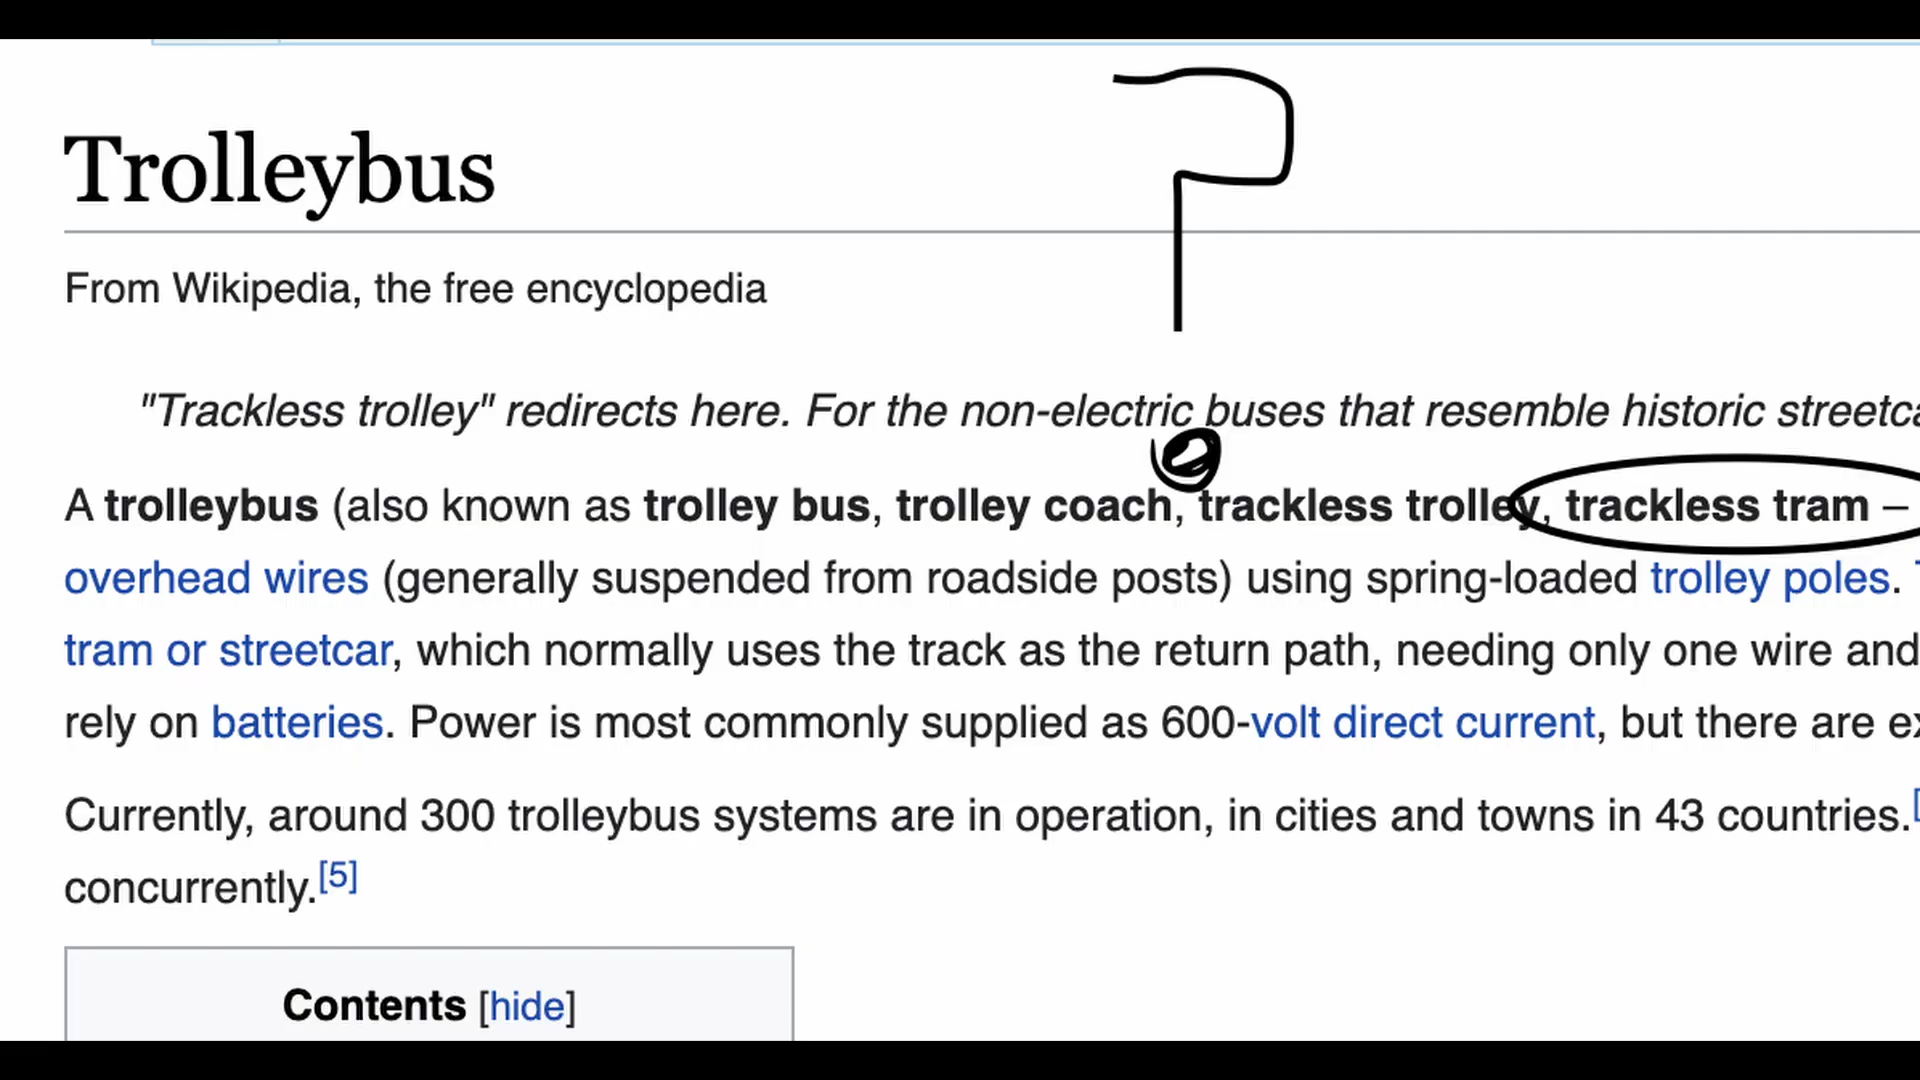 Trolleybus
From Wikipedia, the free encyclopedia
"Trackless trolley" redirects here. For the non-electric buses that resemble historic
A trolleybus (also known as trolley bus, trolley coach, trackless trolley, trackless tram –
overhead wires (generally suspended from roadside posts) using spring-loaded trolley poles.
tram or streetcar, which normally uses the track as the return path, needing only one wire and
rely on batteries. Power is most commonly supplied as 600-volt direct current, but there are
Currently, around 300 trolleybus systems are in operation, in cities and towns in 43 countries.
concurrently.[5]
Contents [hide]